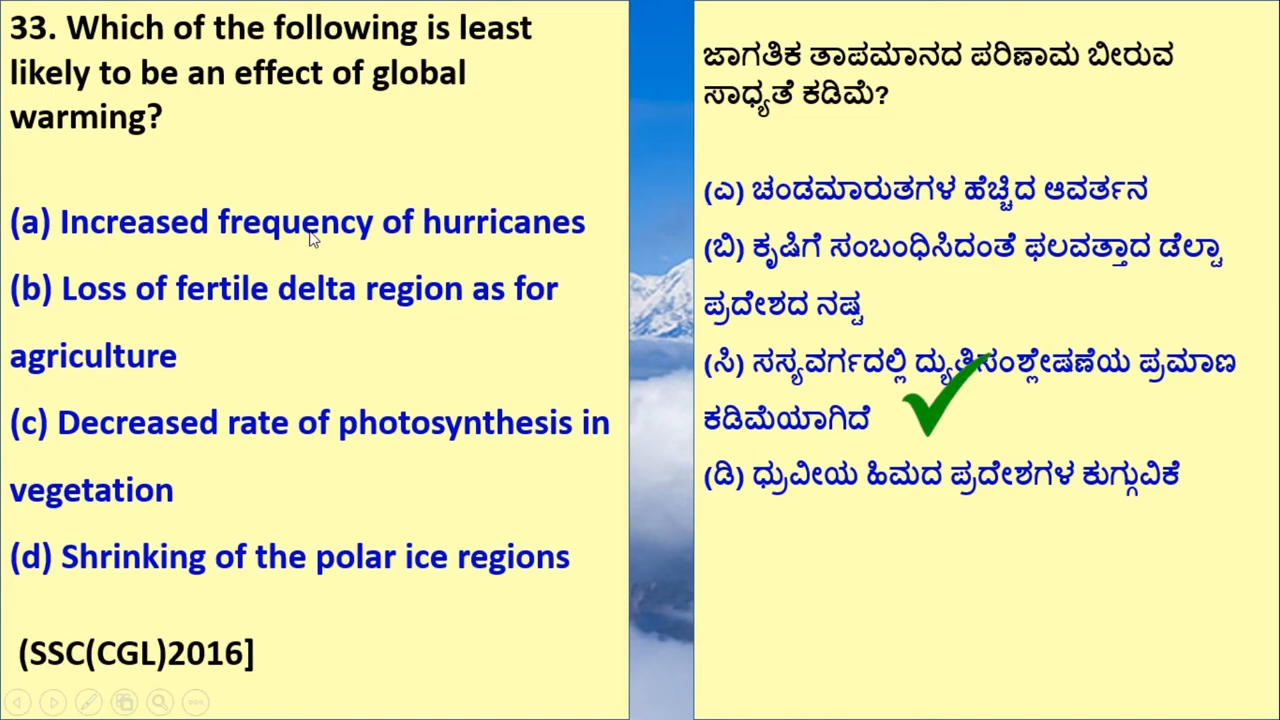 33. Which of the following is least
likely to be an effect of global
warming?
(a) Increased frequency of hurricanes
(b) Loss of fertile delta region as for
agriculture
(c) Decreased rate of photosynthesis in
vegetation
(d) Shrinking of the polar ice regions
(SSC(CGL)2016]
ಜಾಗತಿಕ ತಾಪಮಾನದ ಪರಿಣಾಮ ಬೀರುವ
ಸಾಧ್ಯತೆ ಕಡಿಮೆ?
(ಎ) ಚಂಡಮಾರುತಗಳ ಹೆಚ್ಚಿದ ಆವರ್ತನ
(ಬಿ) ಕೃಷಿಗೆ ಸಂಬಂಧಿಸಿದಂತೆ ಫಲವತ್ತಾದ ಡೆಲ್ಟಾ
ಪ್ರದೇಶದ ನಷ್ಟ
(ಸಿ) ಸಸ್ಯವರ್ಗದಲ್ಲಿ ದ್ಯುತಿಸಂಶ್ಲೇಷಣೆಯ ಪ್ರಮಾಣ
ಕಡಿಮೆಯಾಗಿದೆ
(ಡಿ) ಧ್ರುವೀಯ ಹಿಮದ ಪ್ರದೇಶಗಳ ಕುಗ್ಗುವಿಕೆ